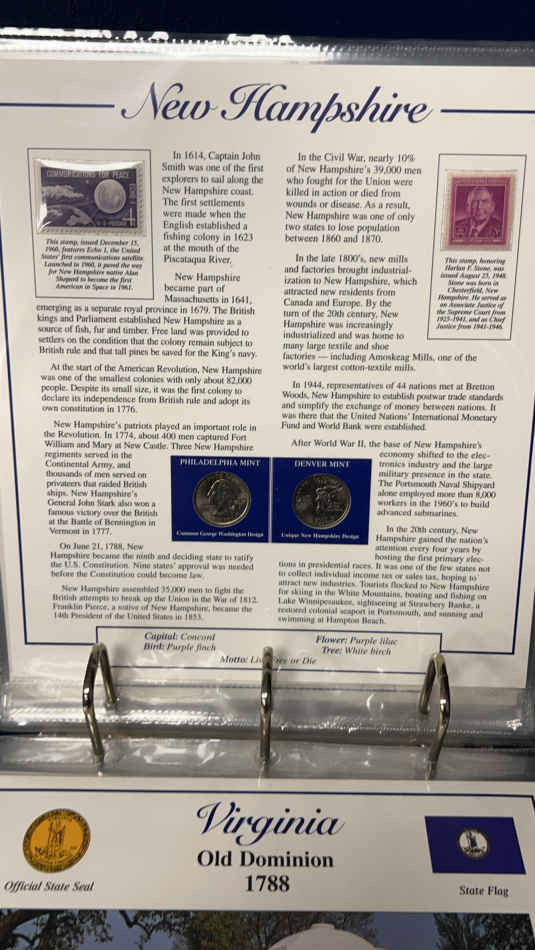 New Hampshire
COMMUNICATIONS FOR PEACE
This stamp, issued December 15,
1960, features Echo I, the United
States' first communications satellite.
Launched in 1960, it paved the way
for New Hampshire native Alan
Shepard to become the first
American in Space in 1961.
In 1614, Captain John
Smith was one of the first
explorers to sail along the
New Hampshire coast.
The first settlements
were made when the
English established a
fishing colony in 1623
at the mouth of the
Piscataqua River.
New Hampshire
became part of
Massachusetts in 1641,
emerging as a separate royal province in 1679. The British
kings and Parliament established New Hampshire as a
source of fish, fur and timber. Free land was provided to
settlers on the condition that the colony remain subject to
British rule and that tall pines be saved for the King's navy.
At the start of the American Revolution, New Hampshire
was one of the smallest colonies with only about 82,000
people. Despite its small size, it was the first colony to
declare its independence from British rule and adopt its
own constitution in 1776.
New Hampshire's patriots played an important role in
the Revolution. In 1774, about 400 men captured Fort
William and Mary at New Castle. Three New Hampshire
regiments served in the
Continental Army, and
thousands of men served on
privateers that raided British
ships. New Hampshire's
General John Stark also won a
famous victory over the British
at the Battle of Bennington in
Vermont in 1777.
On June 21, 1788, New
Hampshire became the ninth and deciding state to ratify
the U.S. Constitution. Nine states' approval was needed
before the Constitution could become law.
New Hampshire assembled 35,000 men to fight the
British attempts to break up the Union in the War of 1812.
Franklin Pierce, a native of New Hampshire, became the
14th President of the United States in 1853.
In the Civil War, nearly 10%
of New Hampshire's 39,000 men
who fought for the Union were
killed in action or died from
wounds or disease. As a result,
New Hampshire was one of only
two states to lose population
between 1860 and 1870.
In the late 1800's, new mills
and factories brought industrial-
ization to New Hampshire, which
attracted new residents from
Canada and Europe. By the
turn of the 20th century, New
Hampshire was increasingly
industrialized and was home to
many large textile and shoe
factories — including Amoskeag Mills, one of the
world's largest cotton-textile mills.
In 1944, representatives of 44 nations met at Bretton
Woods, New Hampshire to establish postwar trade standards
and simplify the exchange of money between nations. It
was there that the United Nations' International Monetary
Fund and World Bank were established.
After World War II, the base of New Hampshire's
economy shifted to the elec-
tronics industry and the large
military presence in the state.
The Portsmouth Naval Shipyard
alone employed more than 8,000
workers in the 1960's to build
advanced submarines.
In the 20th century, New
Hampshire gained the nation's
attention every four years by
hosting the first primary elec-
tions in presidential races. It was one of the few states not
to collect individual income tax or sales tax, hoping to
attract new industries. Tourists flocked to New Hampshire
for skiing in the White Mountains, boating and fishing on
Lake Winnipesaukee, sightseeing at Strawbery Banke, a
restored colonial seaport in Portsmouth, and sunning and
swimming at Hampton Beach.
This stamp, honoring
Harlan F. Stone, was
issued August 25, 1948.
Stone was born in
Chesterfield, New
Hampshire. He served as
an Associate Justice of
the Supreme Court from
1925-1941, and as Chief
Justice from 1941-1946.
PHILADELPHIA MINT
Common George Washington Design
DENVER MINT
Unique New Hampshire Design
Capital: Concord
Bird: Purple finch
Flower: Purple lilac
Tree: White birch
Motto: Live Free or Die
Virginia
Old Dominion
1788
Official State Seal
State Flag